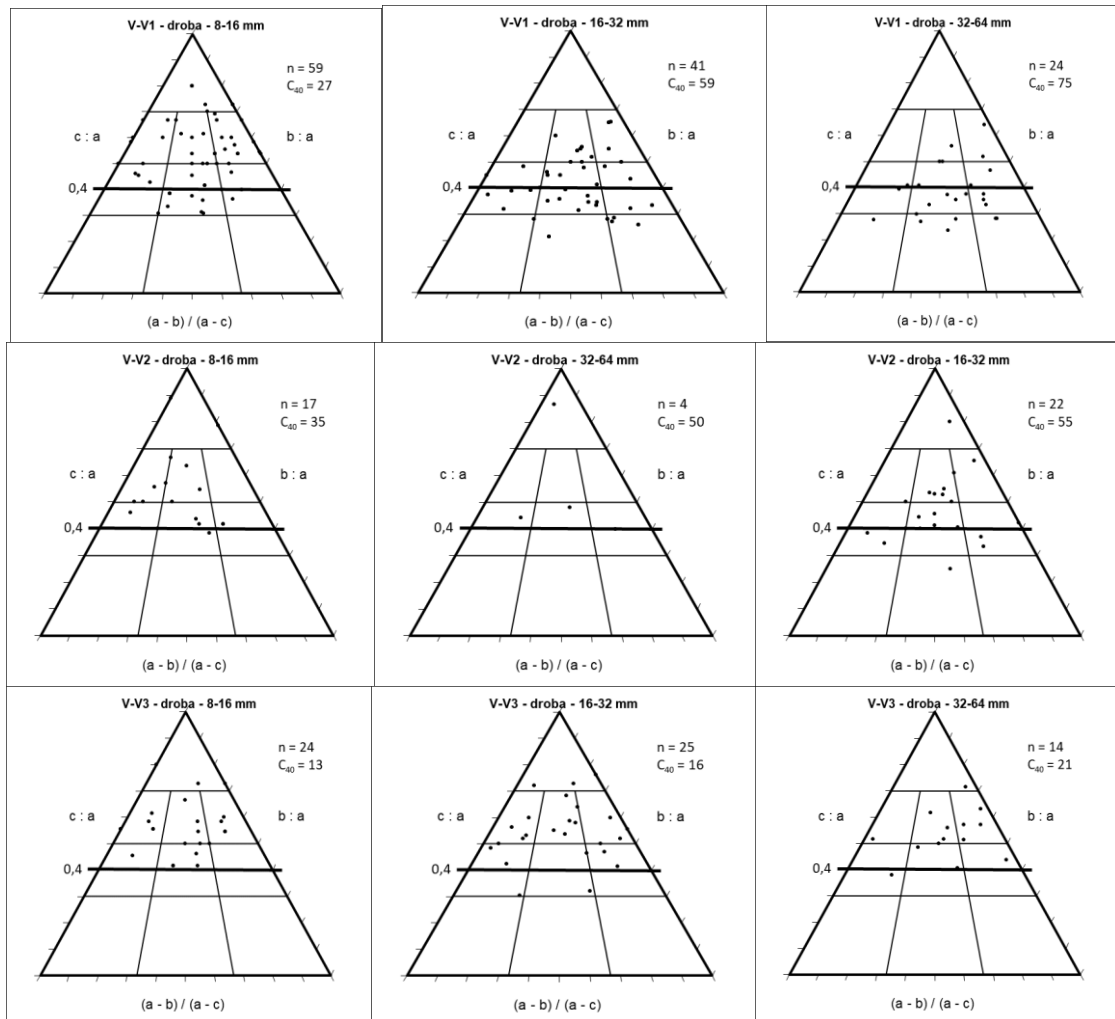 V-V1 - droba - 8-16 mm
n = 59
C₄₀ = 27
c : a
b : a
0,4
(a - b) / (a - c)
V-V1 - droba - 16-32 mm
n = 41
C₄₀ = 59
c : a
b : a
0,4
(a - b) / (a - c)
V-V1 - droba - 32-64 mm
n = 24
C₄₀ = 75
c : a
b : a
0,4
(a - b) / (a - c)
V-V2 - droba - 8-16 mm
n = 17
C₄₀ = 35
c : a
b : a
0,4
(a - b) / (a - c)
V-V2 - droba - 32-64 mm
n = 4
C₄₀ = 50
c : a
b : a
0,4
(a - b) / (a - c)
V-V2 - droba - 16-32 mm
n = 22
C₄₀ = 55
c : a
b : a
0,4
(a - b) / (a - c)
V-V3 - droba - 8-16 mm
n = 24
C₄₀ = 13
c : a
b : a
0,4
(a - b) / (a - c)
V-V3 - droba - 16-32 mm
n = 25
C₄₀ = 16
c : a
b : a
0,4
(a - b) / (a - c)
V-V3 - droba - 32-64 mm
n = 14
C₄₀ = 21
c : a
b : a
0,4
(a - b) / (a - c)